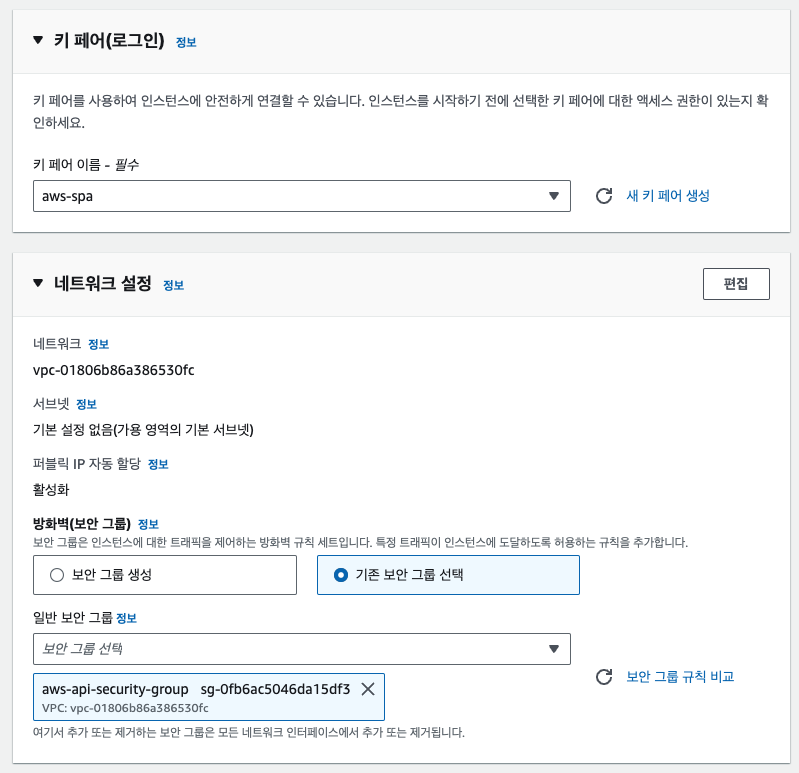 키 페어(로그인) 정보
키 페어를 사용하여 인스턴스에 안전하게 연결할 수 있습니다. 인스턴스를 시작하기 전에 선택한 키 페어에 대한 액세스 권한이 있는지 확
인하세요.
키 페어 이름 - 필수
aws-spa
새 키 페어 생성
네트워크 설정 정보
편집
네트워크 정보
vpc-01806b86a386530fc
서브넷 정보
기본 설정 없음(가용 영역의 기본 서브넷)
퍼블릭 IP 자동 할당 정보
활성화
방화벽(보안 그룹) 정보
보안 그룹은 인스턴스에 대한 트래픽을 제어하는 방화벽 규칙 세트입니다. 특정 트래픽이 인스턴스에 도달하도록 허용하는 규칙을 추가합니다.
보안 그룹 생성
기존 보안 그룹 선택
일반 보안 그룹 정보
보안 그룹 선택
보안 그룹 규칙 비교
aws-api-security-group sg-0fb6ac5046da15df3
VPC: vpc-01806b86a386530fc
여기서 추가 또는 제거하는 보안 그룹은 모든 네트워크 인터페이스에서 추가 또는 제거됩니다.